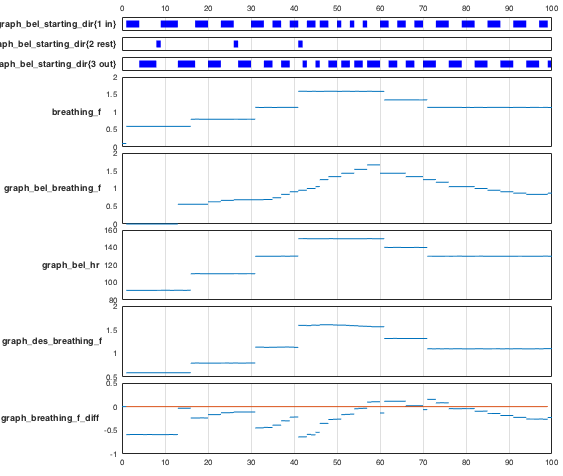 0 10 20 30 40 50 60 70 80 90 100
graph_bel_starting_dir{1 in}
raph_bel_starting_dir{2 rest}
aph_bel_starting_dir{3 out}
2
1.5
breathing_f
1
0.5
0
2
1.5
graph_bel_breathing_f
1
0.5
0
160
140
graph_bel_hr
120
100
80
2
1.5
graph_des_breathing_f
1
0.5
0.5
0
graph_breathing_f_diff
-0.5
-1
0 10 20 30 40 50 60 70 80 90 100